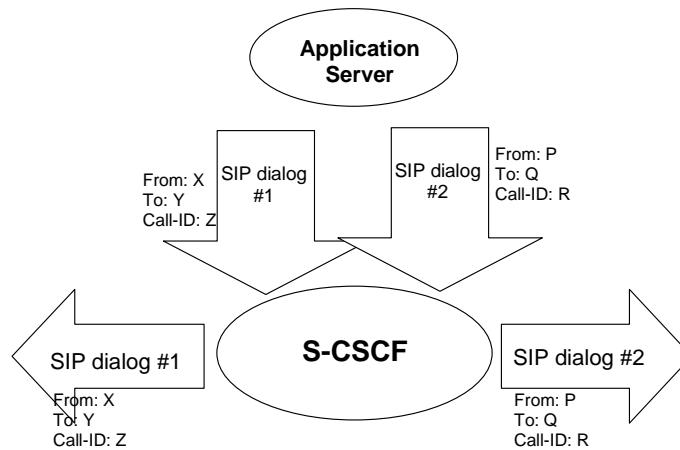 Application
Server
From: X
To: Y
Call-ID: Z
SIP dialog
#1
SIP dialog
#2
From: P
To: Q
Call-ID: R
S-CSCF
SIP dialog #1
From: X
To: Y
Call-ID: Z
SIP dialog #2
From: P
To: Q
Call-ID: R